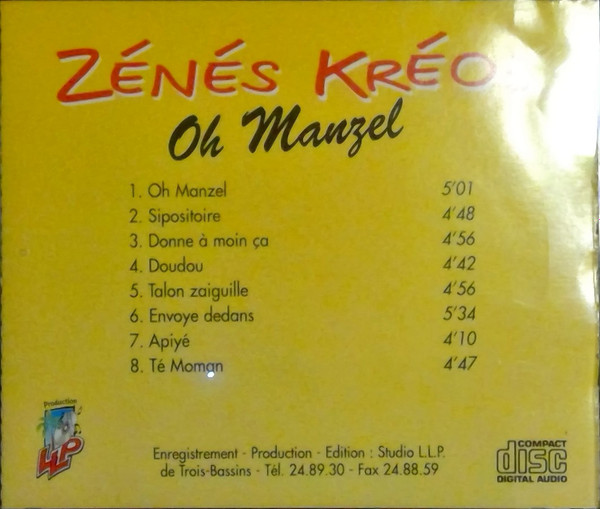 ZÉNÉS KRÉOL
Oh Manzel
1. Oh Manzel 5'01
2. Sipositoire 4'48
3. Donne à moin ça 4'56
4. Doudou 4'42
5. Talon zaiguille 4'56
6. Envoye dedans 5'34
7. Apiyé 4'10
8. Té Moman 4'47
Production
LLP
Enregistrement - Production - Edition : Studio L.L.P.
de Trois-Bassins - Tél. 24.89.30 - Fax 24.88.59
COMPACT
disc
DIGITAL AUDIO